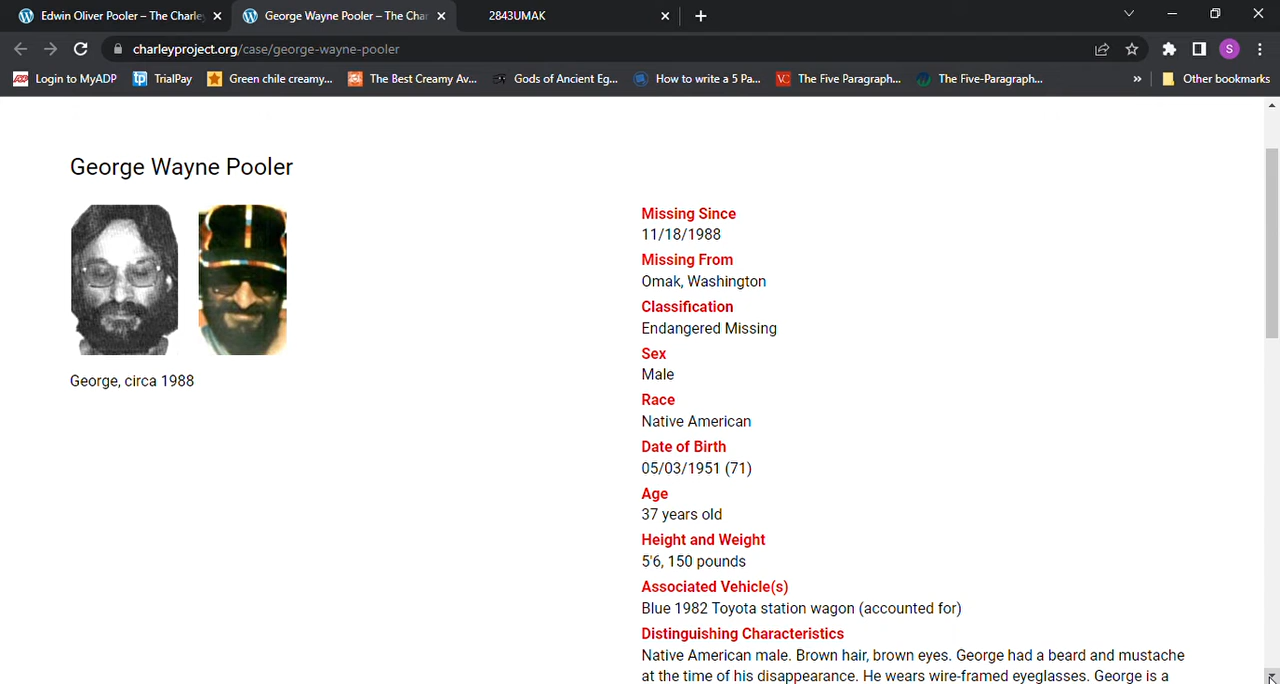 Edwin Oliver Pooler – The Charle
George Wayne Pooler – The Char
2843UMAK
charleyproject.org/case/george-wayne-pooler
S
ADP
Login to MyADP
tp
TrialPay
Green chile creamy...
The Best Creamy Av...
Gods of Ancient Eg...
How to write a 5 Pa...
VC
The Five Paragraph...
The Five-Paragraph...
»
Other bookmarks
George Wayne Pooler
George, circa 1988
Missing Since
11/18/1988
Missing From
Omak, Washington
Classification
Endangered Missing
Sex
Male
Race
Native American
Date of Birth
05/03/1951 (71)
Age
37 years old
Height and Weight
5'6, 150 pounds
Associated Vehicle(s)
Blue 1982 Toyota station wagon (accounted for)
Distinguishing Characteristics
Native American male. Brown hair, brown eyes. George had a beard and mustache
at the time of his disappearance. He wears wire-framed eyeglasses. George is a